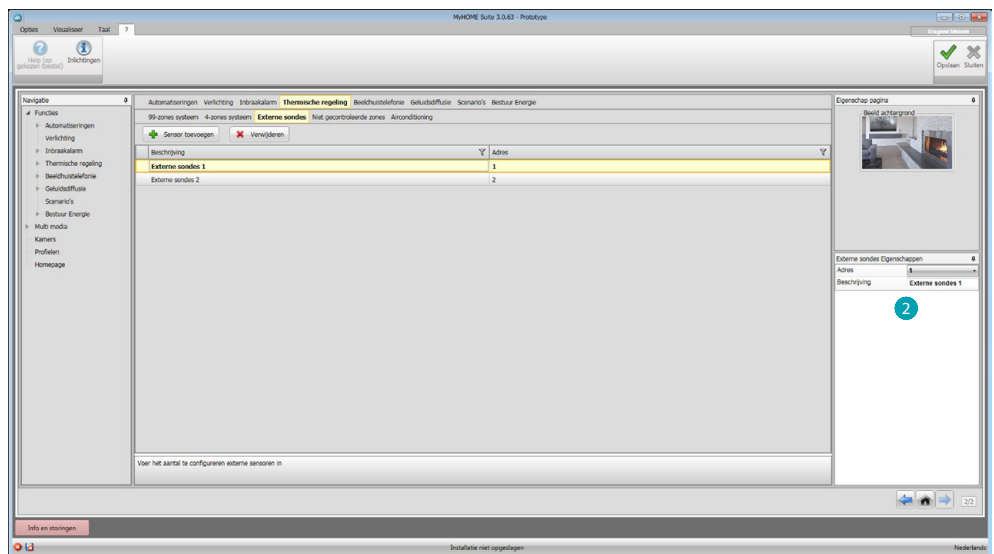 MyHOME Suite 3.0.63 - Prototype
Opties Visualiseer Taal ?
Help (op gekozen toestel)
Inlichtingen
Opslaan Sluiten
Navigatie
Functies
Automatiseringen
Verlichting
Inbraakalarm
Thermische regeling
Beeldhuistelefonie
Geluidsdiffusie
Scenario's
Bestuur Energie
Multi media
Kamers
Profielen
Homepage
Automatiseringen Verlichting Inbraakalarm Thermische regeling Beeldhuistelefonie Geluidsdiffusie Scenario's Bestuur Energie
99-zones systeem 4-zones systeem Externe sondes Niet gecontroleerde zones Airconditioning
Sensor toevoegen Verwijderen
Beschrijving Adres
Externe sondes 1 1
Externe sondes 2 2
Voer het aantal te configureren externe sensoren in
Eigenschap pagina
Beeld achtergrond
Externe sondes Eigenschappen
Adres 1
Beschrijving Externe sondes 1
2
2/2
Info en storingen
Installatie niet opgeslagen
Nederlands